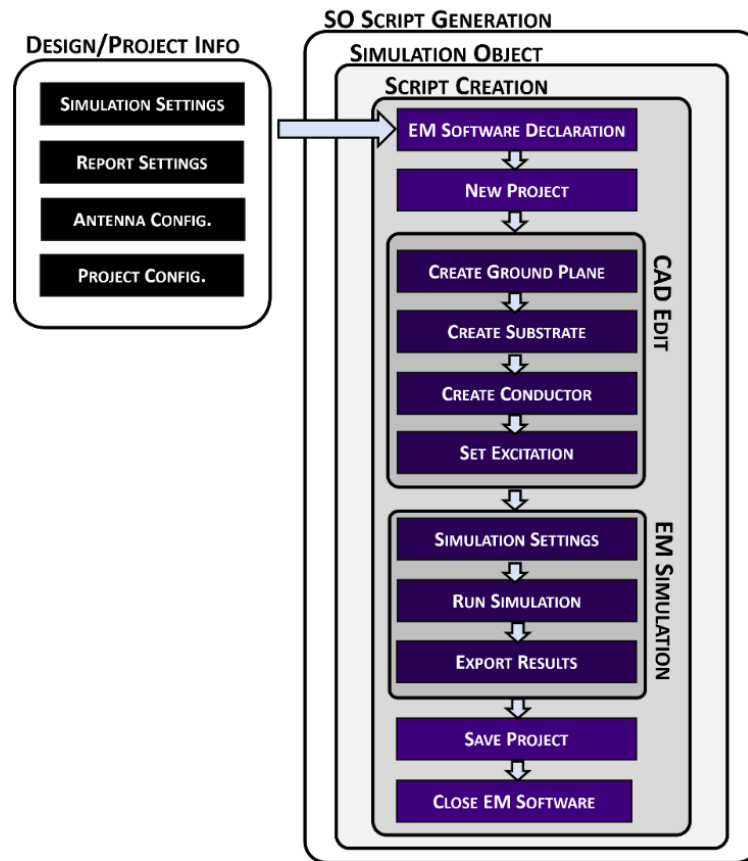 SO SCRIPT GENERATION
DESIGN/PROJECT INFO
SIMULATION OBJECT
SCRIPT CREATION
SIMULATION SETTINGS
REPORT SETTINGS
ANTENNA CONFIG.
PROJECT CONFIG.
EM SOFTWARE DECLARATION
NEW PROJECT
CREATE GROUND PLANE
CREATE SUBSTRATE
CREATE CONDUCTOR
SET EXCITATION
CAD EDIT
SIMULATION SETTINGS
RUN SIMULATION
EXPORT RESULTS
EM SIMULATION
SAVE PROJECT
CLOSE EM SOFTWARE